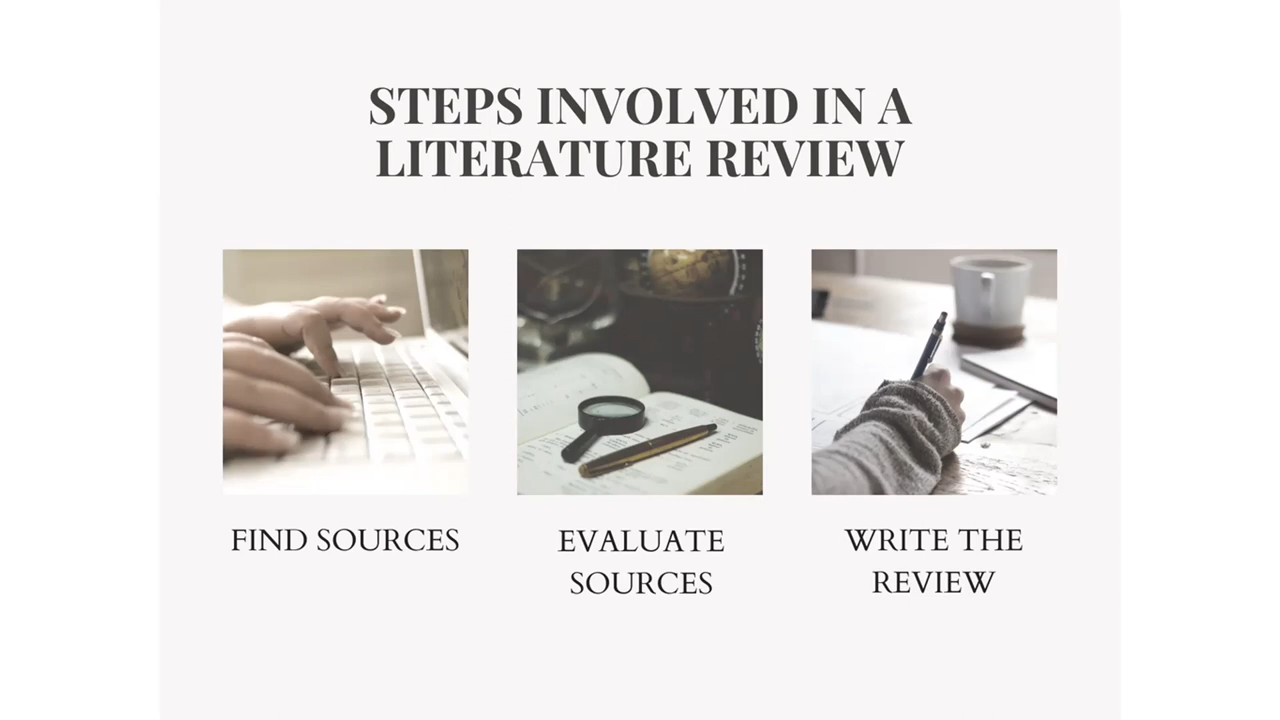 STEPS INVOLVED IN A
LITERATURE REVIEW
FIND SOURCES
EVALUATE
SOURCES
WRITE THE
REVIEW